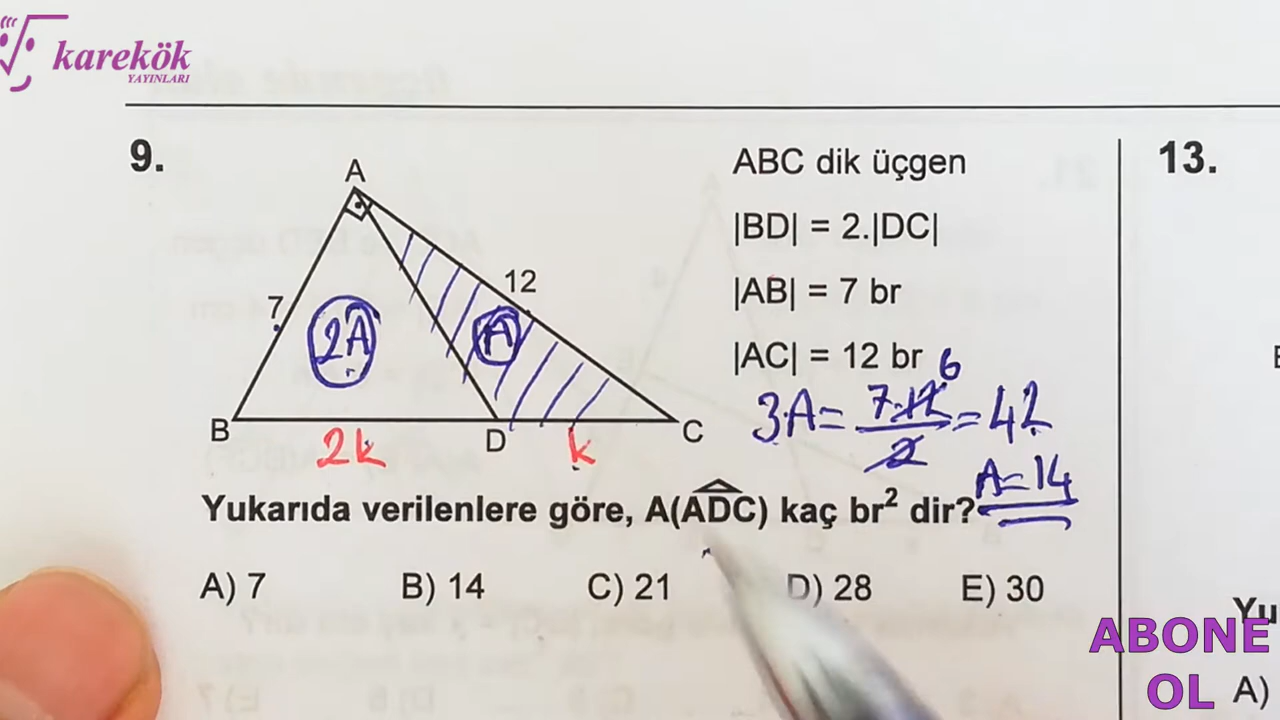 karekök
YAYINLARI
9.
A
7
12
2A
A
B
D
C
2k
k
ABC dik üçgen
|BD| = 2.|DC|
|AB| = 7 br
|AC| = 12 br
3A = 7.12 / 2 = 42
6
A = 14
Yukarıda verilenlere göre, A(ADC) kaç br² dir?
A) 7 B) 14 C) 21 D) 28 E) 30
13.
Yu
A)
ABONE
OL